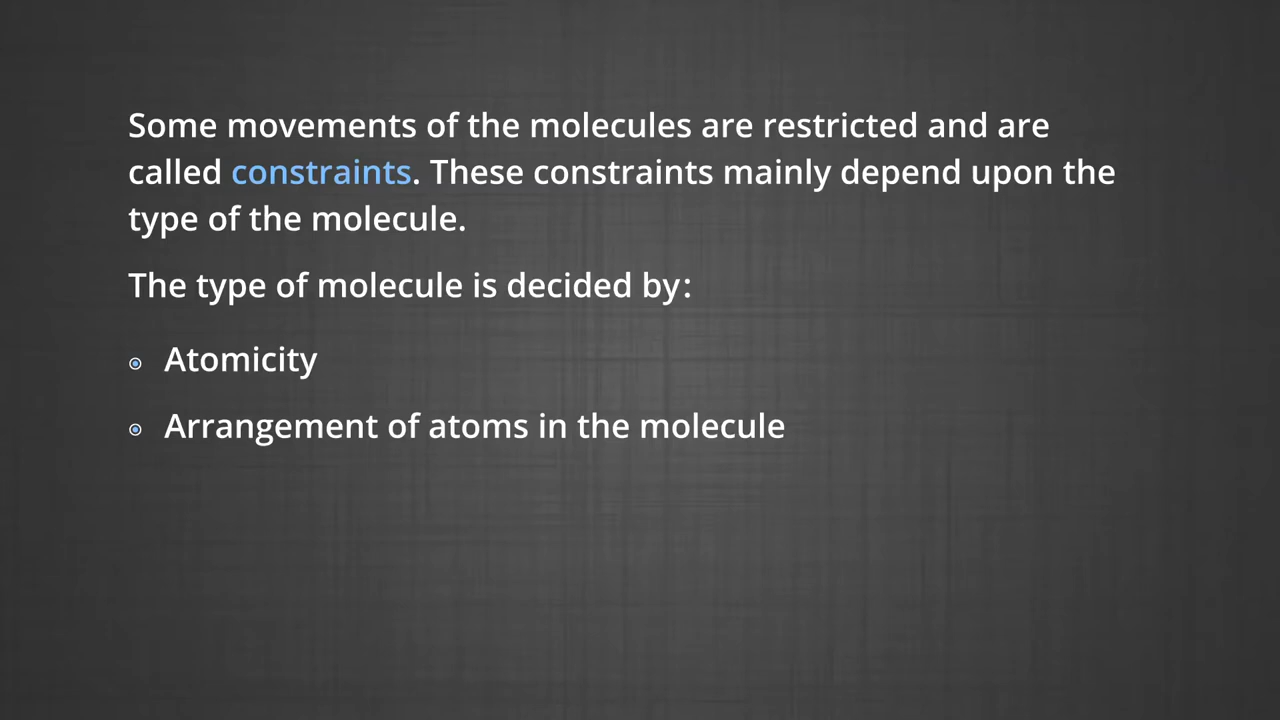 Some movements of the molecules are restricted and are
called constraints. These constraints mainly depend upon the
type of the molecule.
The type of molecule is decided by:
Atomicity
Arrangement of atoms in the molecule